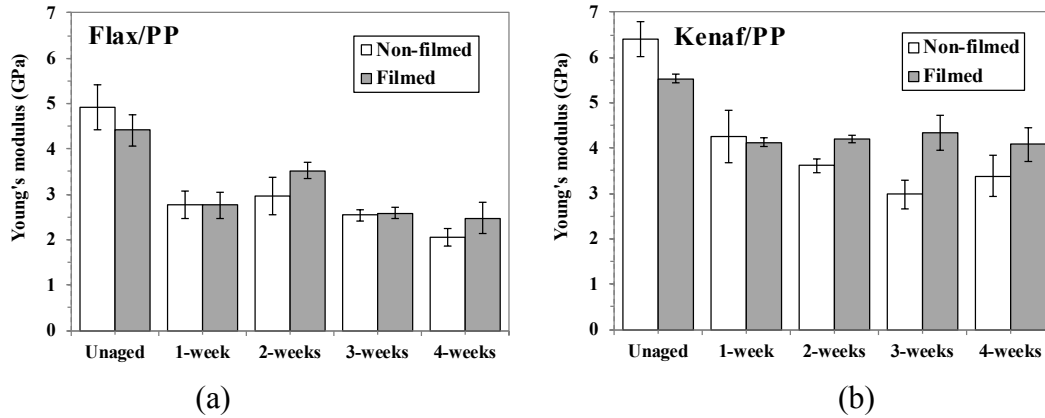 Flax/PP
Non-filmed
Filmed
Young's modulus (GPa)
7
6
5
4
3
2
1
0
Unaged 1-week 2-weeks 3-weeks 4-weeks
(a)
Kenaf/PP
Non-filmed
Filmed
Young's modulus (GPa)
7
6
5
4
3
2
1
0
Unaged 1-week 2-weeks 3-weeks 4-weeks
(b)